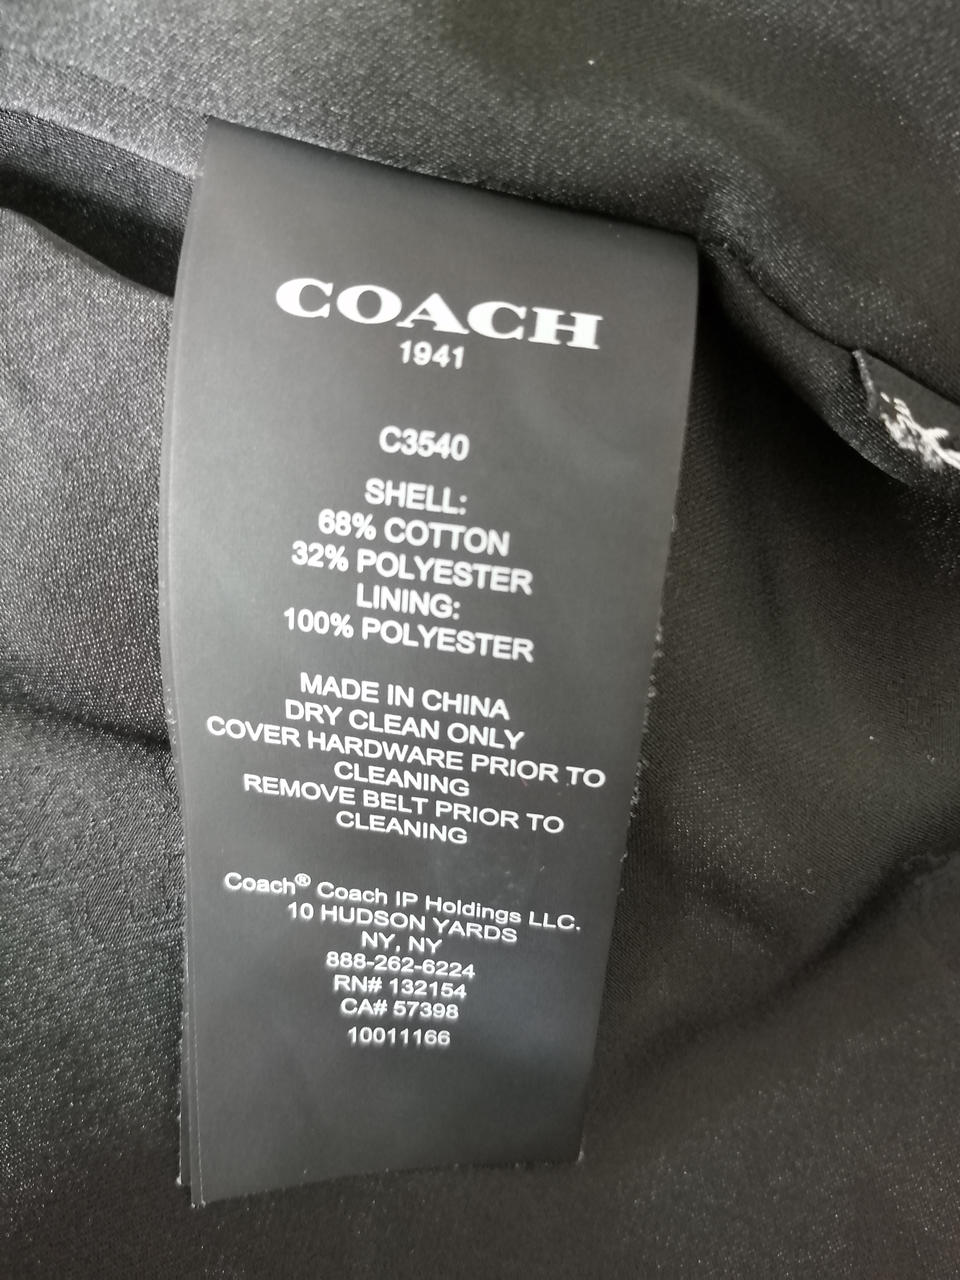 COACH
1941
C3540
SHELL:
68% COTTON
32% POLYESTER
LINING:
100% POLYESTER
MADE IN CHINA
DRY CLEAN ONLY
COVER HARDWARE PRIOR TO
CLEANING
REMOVE BELT PRIOR TO
CLEANING
Coach® Coach IP Holdings LLC.
10 HUDSON YARDS
NY, NY
888-262-6224
RN# 132154
CA# 57398
10011166